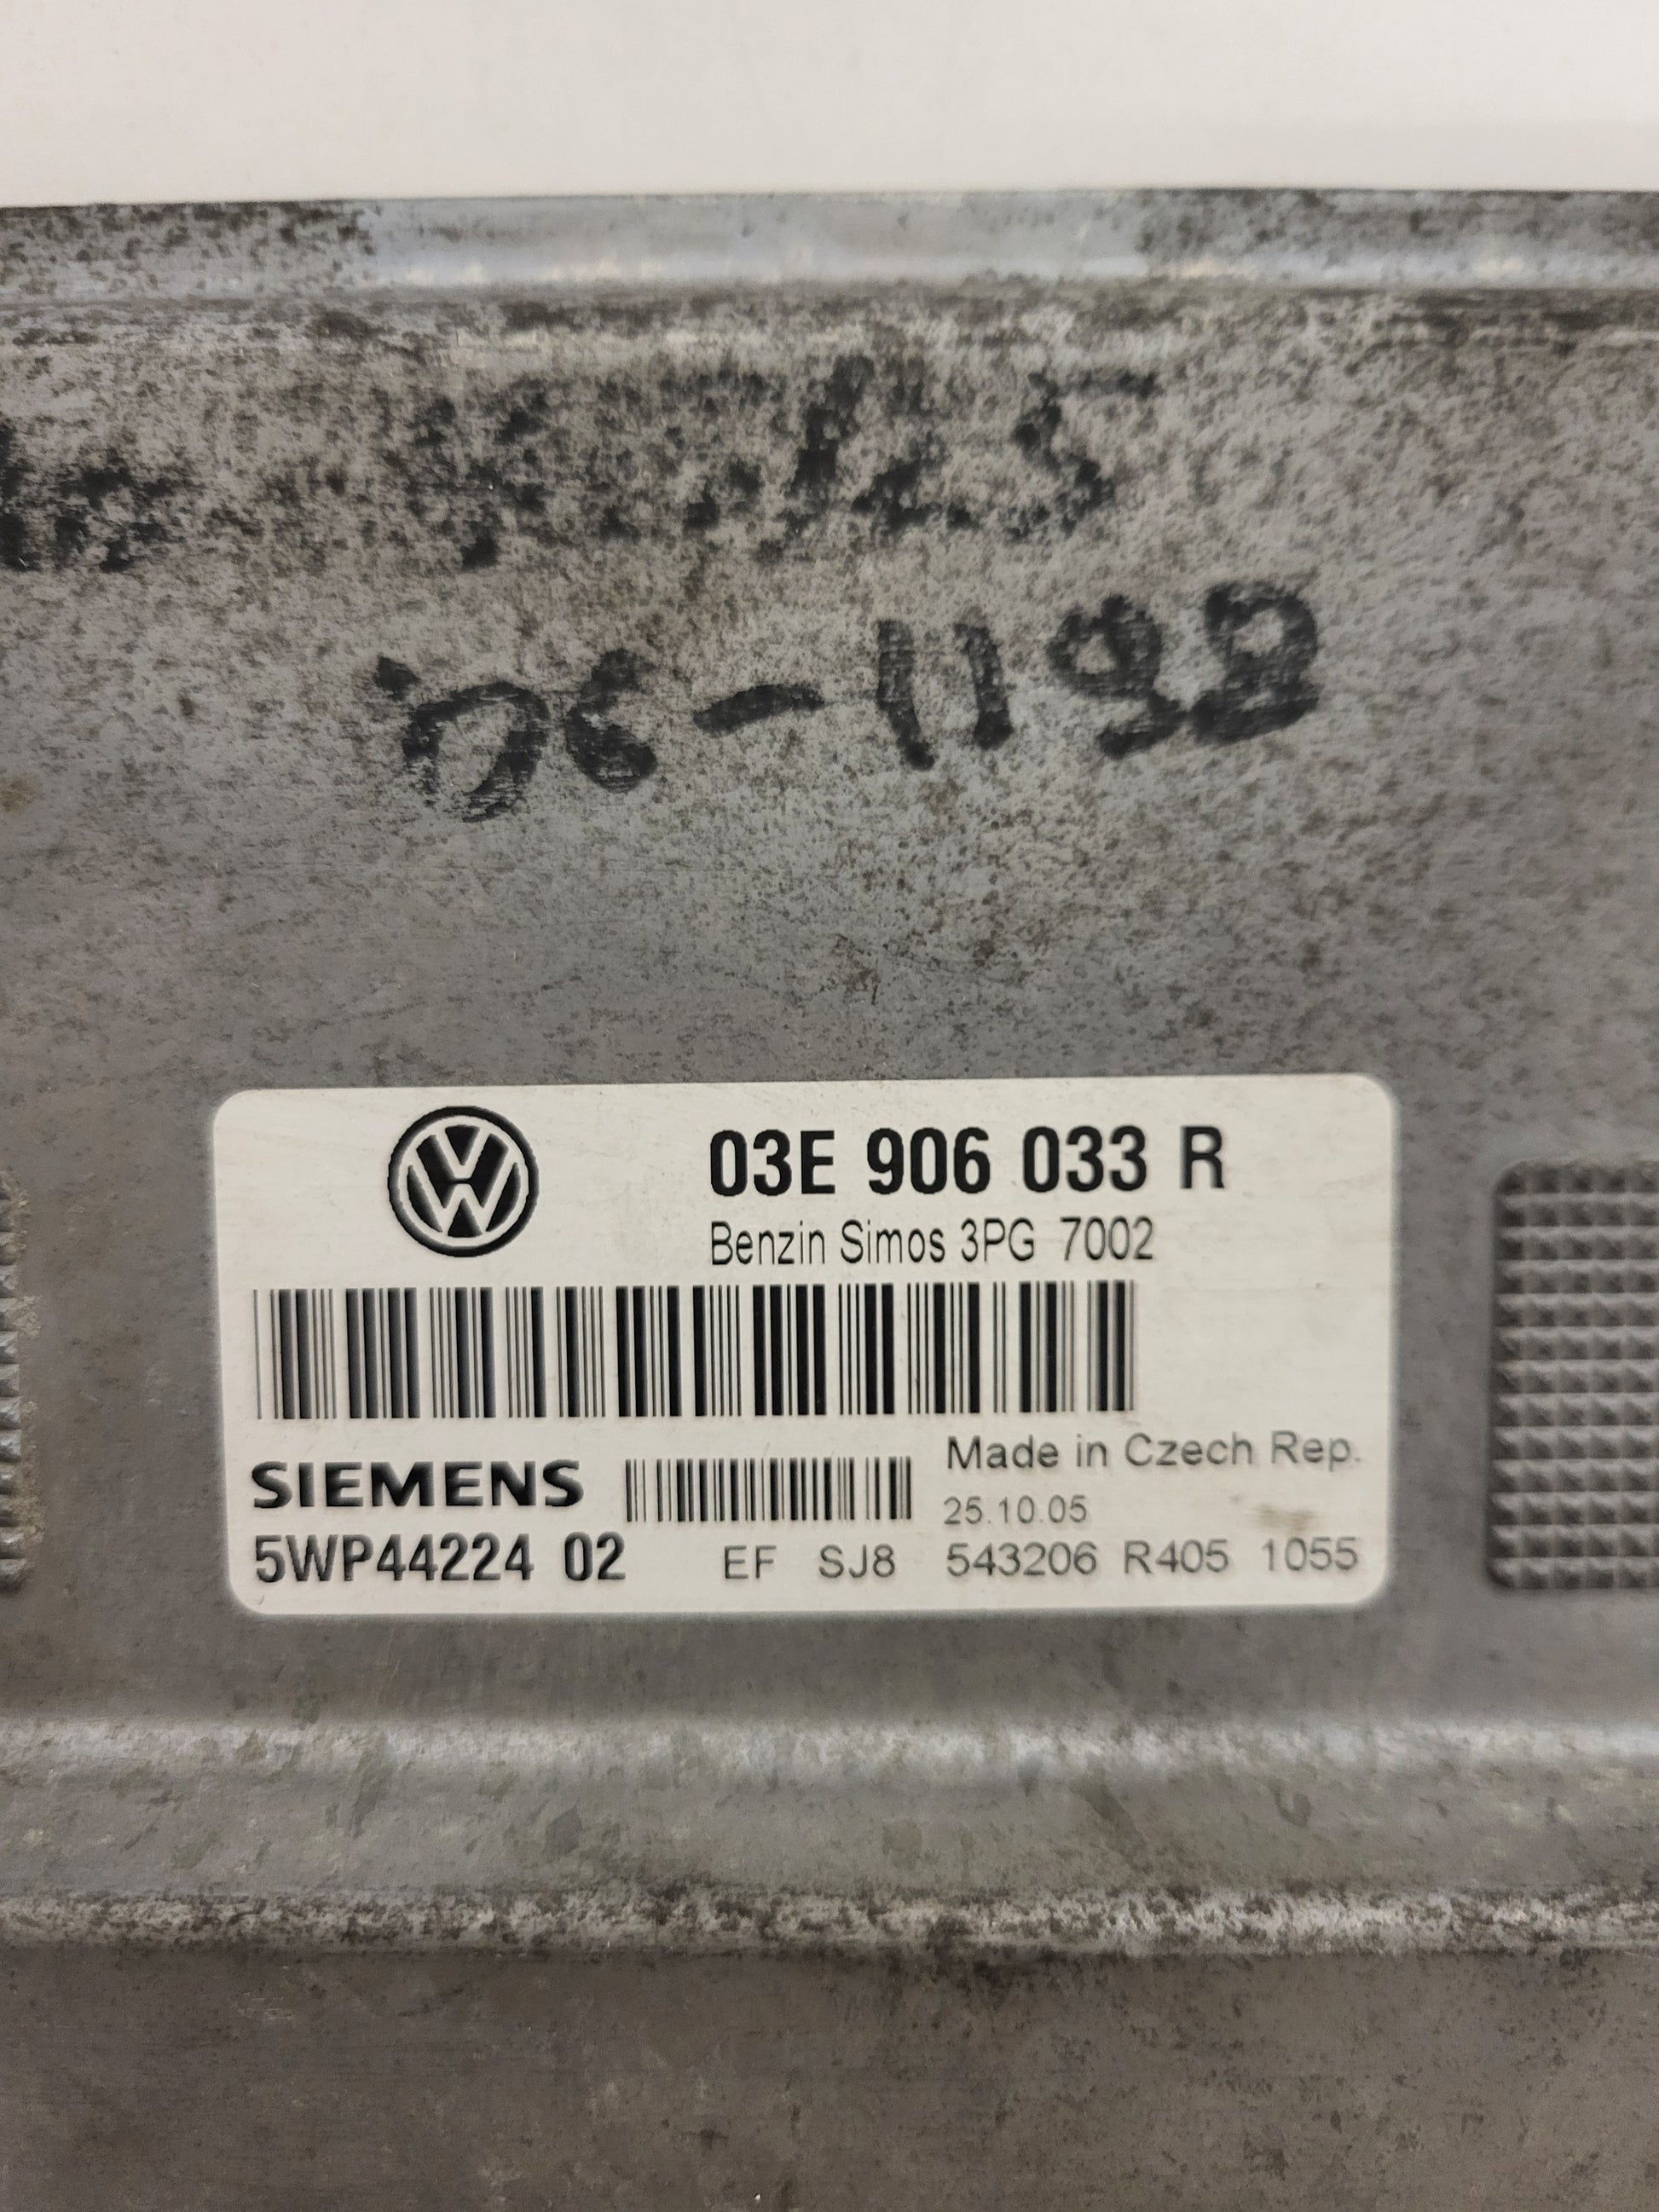 06-1198
03E 906 033 R
Benzin Simos 3PG 7002
Made in Czech Rep.
SIEMENS
25.10.05
5WP44224 02 EF SJ8 543206 R405 1055